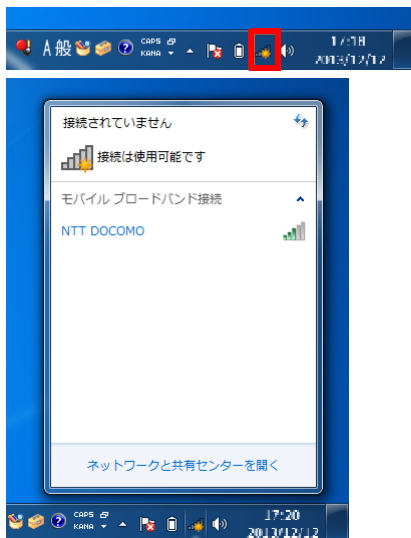 A 般 CAPS
KANA
17:18
2013/12/12
接続されていません
接続は使用可能です
モバイル ブロードバンド接続
NTT DOCOMO
ネットワークと共有センターを開く
CAPS
KANA
17:20
2013/12/12